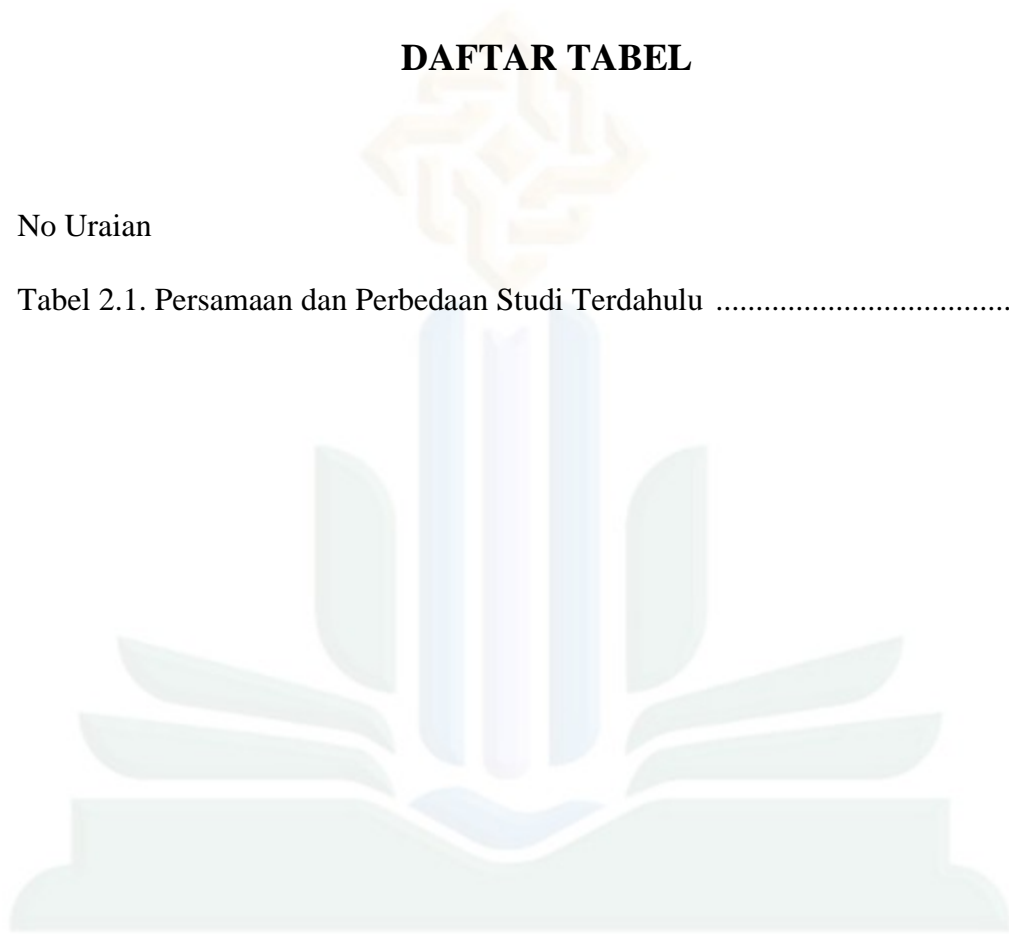 DAFTAR TABEL
No Uraian
Tabel 2.1. Persamaan dan Perbedaan Studi Terdahulu .....................................